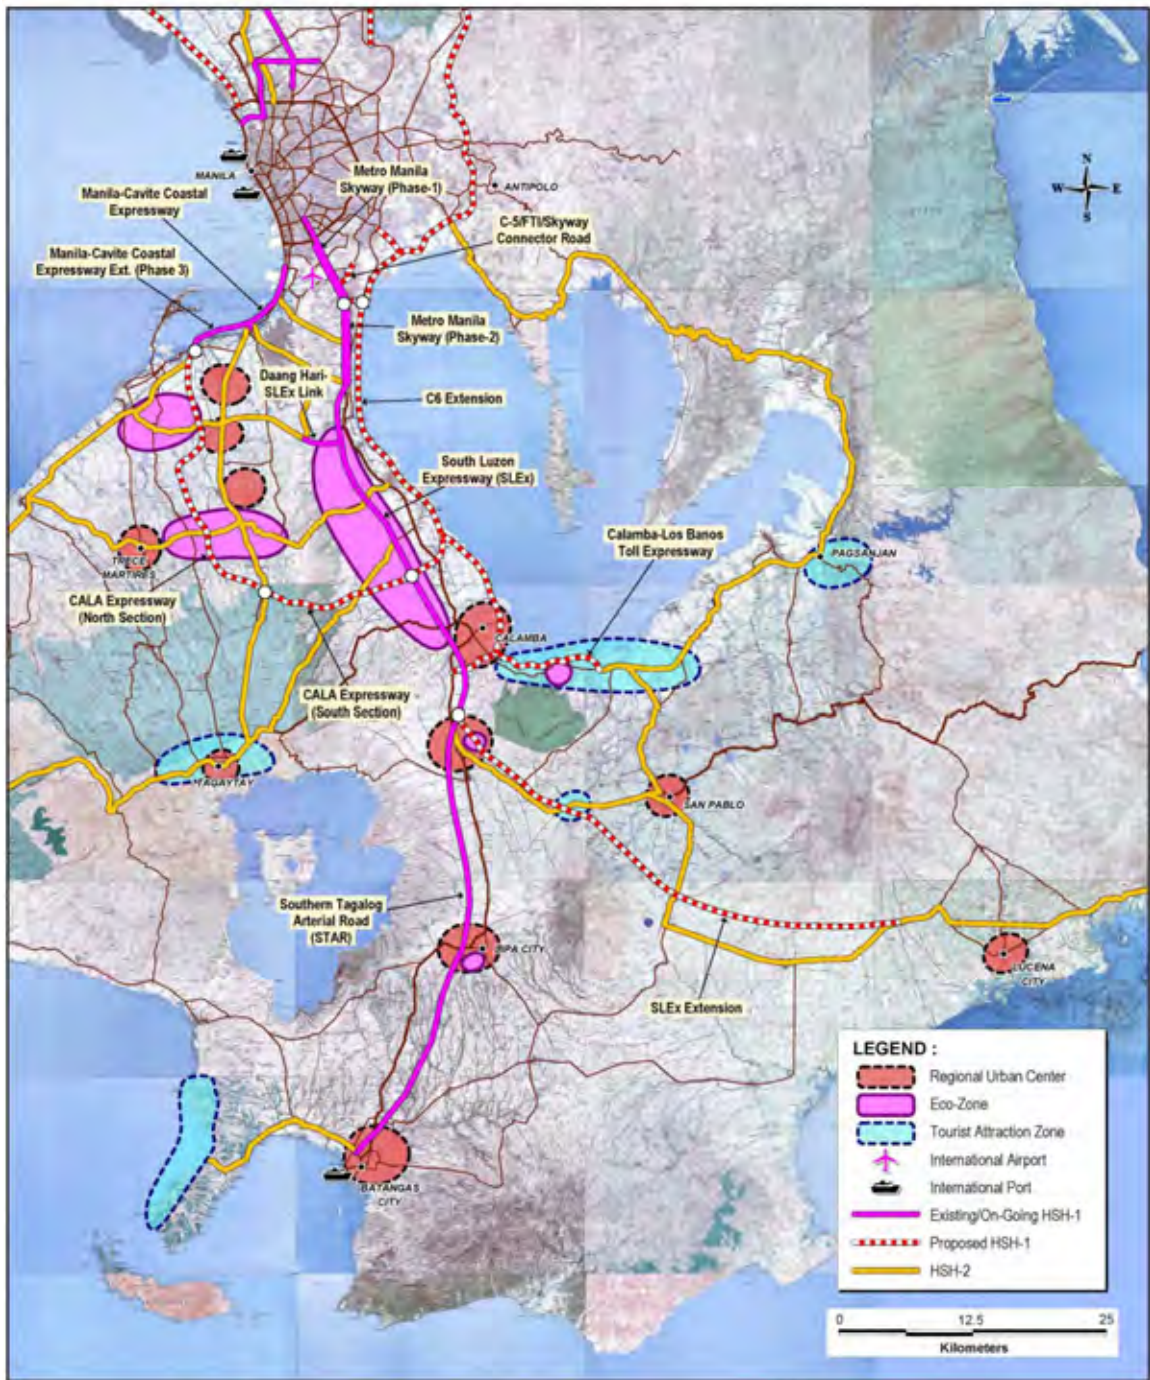 N
W
E
S
MANILA
ANTIPOLO
Metro Manila
Skyway (Phase-1)
Manila-Cavite Coastal
Expressway
C-5/FTI/Skyway
Connector Road
Manila-Cavite Coastal
Expressway Ext. (Phase 3)
Metro Manila
Skyway (Phase-2)
Daang Hari-
SLEx Link
C6 Extension
South Luzon
Expressway (SLEx)
Calamba-Los Banos
Toll Expressway
PAGSANJAN
TRECE
MARTIRES
CALA Expressway
(North Section)
CALAMBA
CALA Expressway
(South Section)
TAGAYTAY
SAN PABLO
Southern Tagalog
Arterial Road
(STAR)
LIPA CITY
LUCENA
CITY
SLEx Extension
BATANGAS
CITY
LEGEND :
Regional Urban Center
Eco-Zone
Tourist Attraction Zone
International Airport
International Port
Existing/On-Going HSH-1
Proposed HSH-1
HSH-2
0 12.5 25
Kilometers